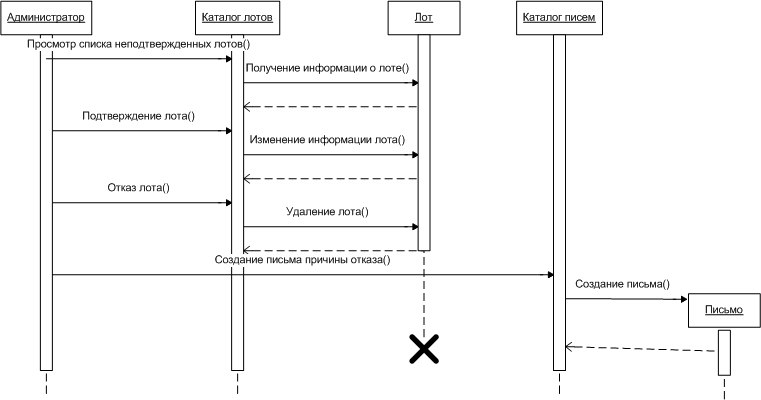 Администратор
Каталог лотов
Лот
Каталог писем
Просмотр списка неподтвержденных лотов()
Получение информации о лоте()
Подтверждение лота()
Изменение информации лота()
Отказ лота()
Удаление лота()
Создание письма причины отказа()
Создание письма()
Письмо